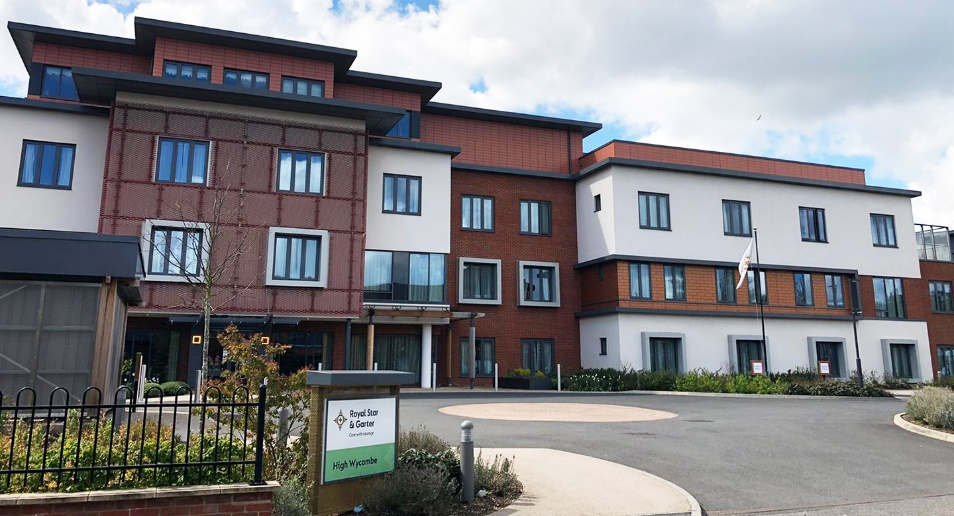 Royal Star
& Garter
Care with courage
High Wycombe